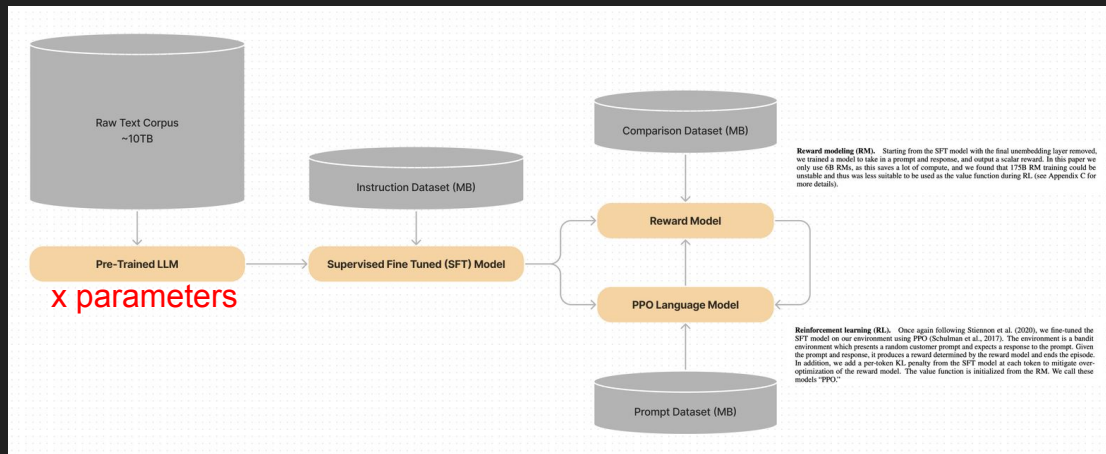 Raw Text Corpus
~10TB
Comparison Dataset (MB)
Instruction Dataset (MB)
Reward modeling (RM). Starting from the SFT model with the final unembedding layer removed,
we trained a model to take in a prompt and response, and output a scalar reward. In this paper we
only use 6B RMs, as this saves a lot of compute, and we found that 175B RM training could be
unstable and thus was less suitable to be used as the value function during RL (see Appendix C for
more details).
Reward Model
Pre-Trained LLM
Supervised Fine Tuned (SFT) Model
x parameters
PPO Language Model
Reinforcement learning (RL). Once again following Stiennon et al. (2020), we fine-tuned the
SFT model on our environment using PPO (Schulman et al., 2017). The environment is a bandit
environment which presents a random customer prompt and expects a response to the prompt. Given
the prompt and response, it produces a reward determined by the reward model and ends the episode.
In addition, we add a per-token KL penalty from the SFT model at each token to mitigate over-
optimization of the reward model. The value function is initialized from the RM. We call these
models “PPO.”
Prompt Dataset (MB)